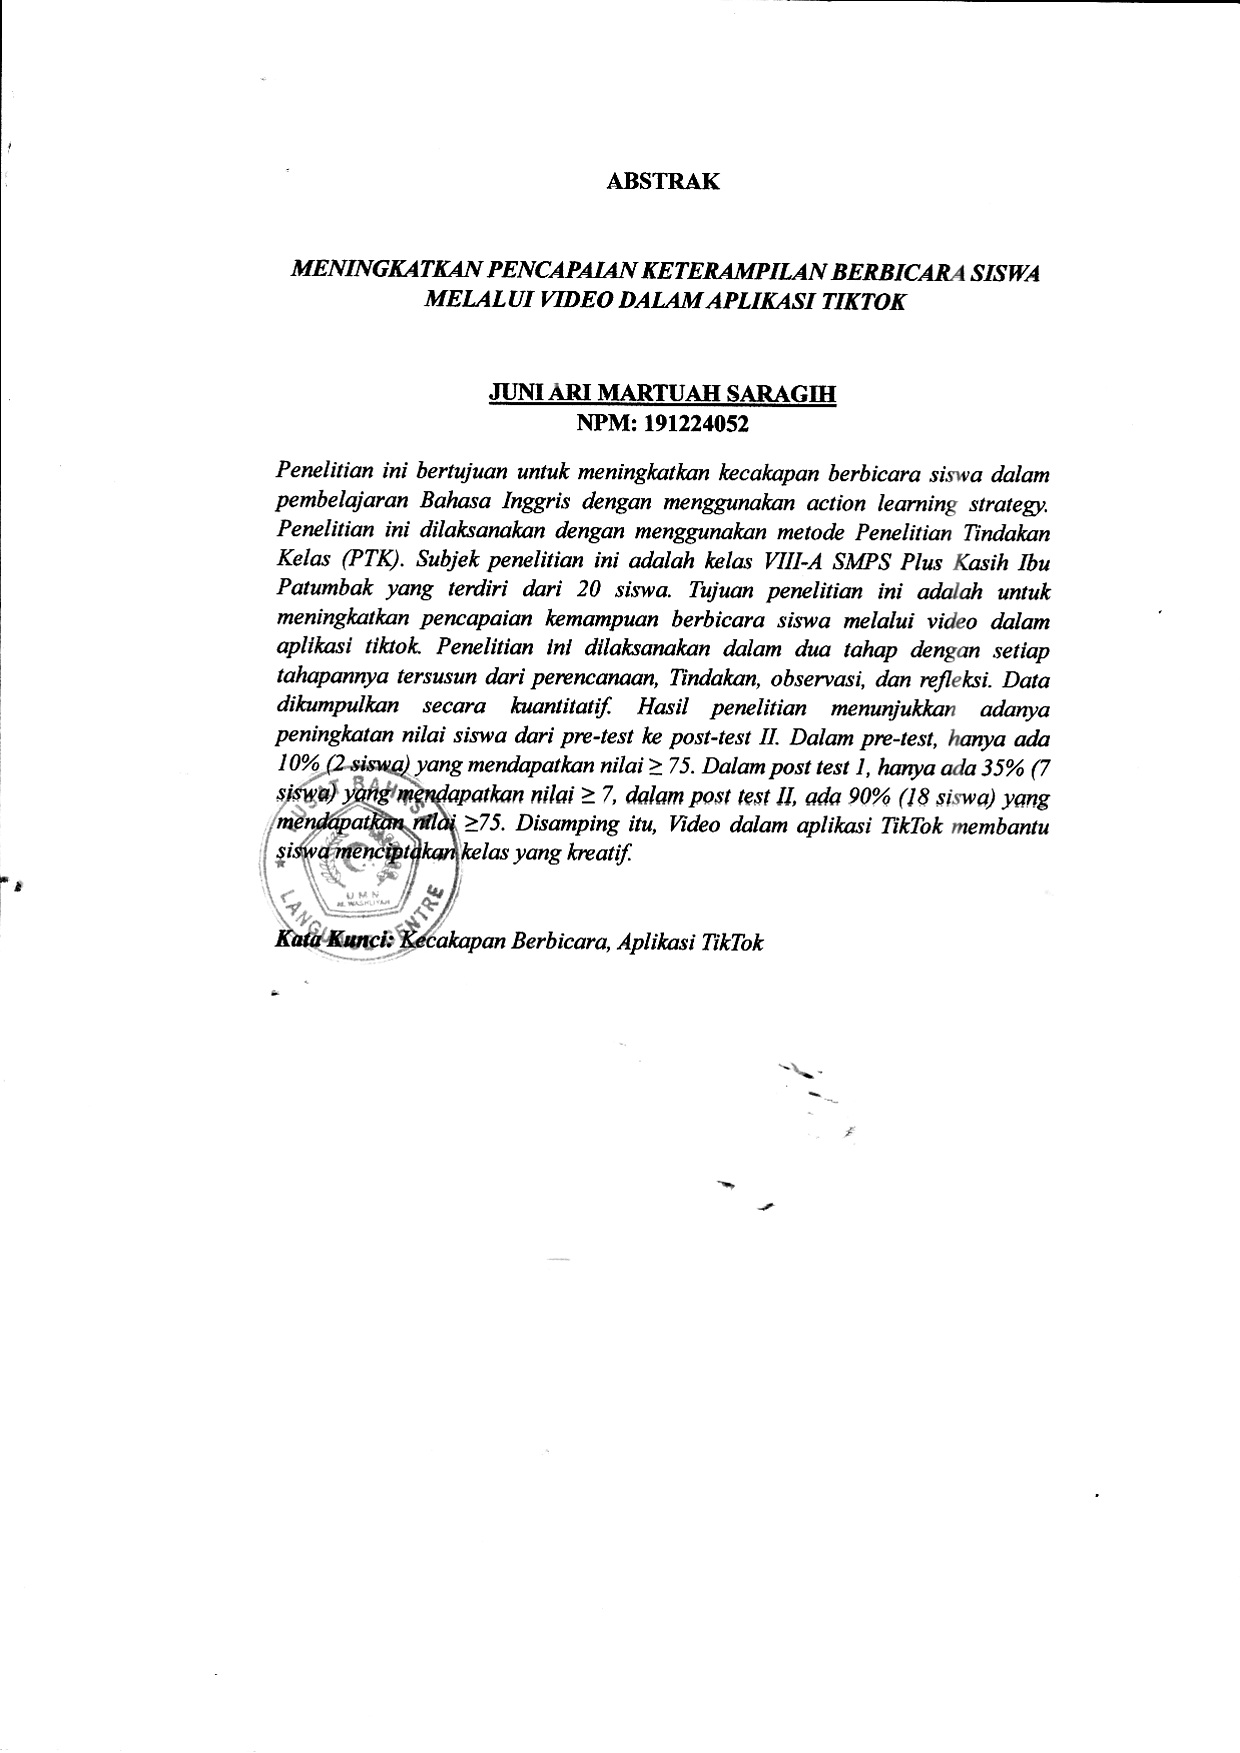 ABSTRAK
MENINGKATKAN PENCAPAIAN KETERAMPILAN BERBICARA SISWA
MELALUI VIDEO DALAM APLIKASI TIKTOK
JUNI ARI MARTUAH SARAGIH
NPM: 191224052
Penelitian ini bertujuan untuk meningkatkan kecakapan berbicara siswa dalam
pembelajaran Bahasa Inggris dengan menggunakan action learning strategy.
Penelitian ini dilaksanakan dengan menggunakan metode Penelitian Tindakan
Kelas (PTK). Subjek penelitian ini adalah kelas VIII-A SMPS Plus Kasih Ibu
Patumbak yang terdiri dari 20 siswa. Tujuan penelitian ini adalah untuk
meningkatkan pencapaian kemampuan berbicara siswa melalui video dalam
aplikasi tiktok. Penelitian ini dilaksanakan dalam dua tahap dengan setiap
tahapannya tersusun dari perencanaan, Tindakan, observasi, dan refleksi. Data
dikumpulkan secara kuantitatif. Hasil penelitian menunjukkan adanya
peningkatan nilai siswa dari pre-test ke post-test II. Dalam pre-test, hanya ada
10% (2 siswa) yang mendapatkan nilai ≥ 75. Dalam post test 1, hanya ada 35% (7
siswa) yang mendapatkan nilai ≥ 7, dalam post test II, ada 90% (18 siswa) yang
mendapatkan nilai ≥75. Disamping itu, Video dalam aplikasi TikTok membantu
siswa menciptakan kelas yang kreatif.
Kata Kunci: Kecakapan Berbicara, Aplikasi TikTok
UMN